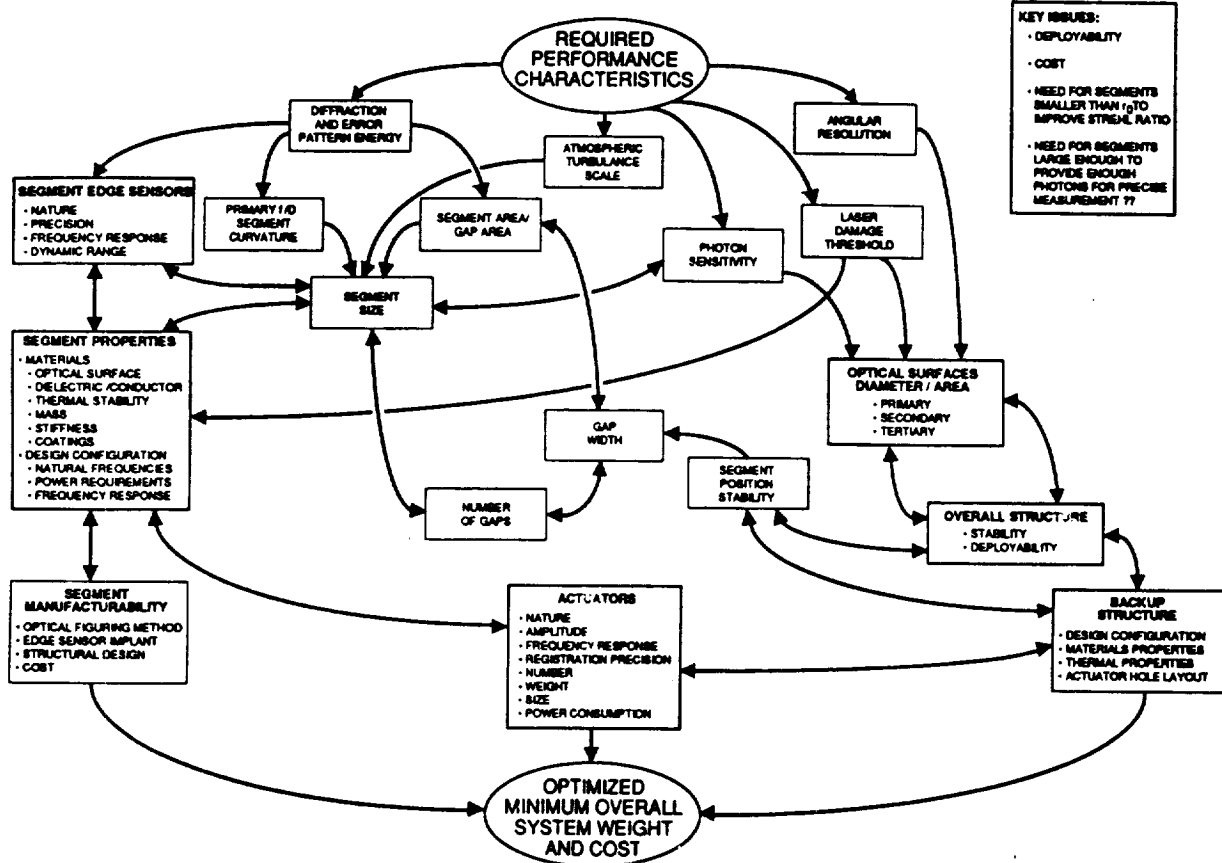 KEY ISSUES:
• DEPLOYABILITY
• COST
• NEED FOR SEGMENTS
SMALLER THAN r0 TO
IMPROVE STREHL RATIO
• NEED FOR SEGMENTS
LARGE ENOUGH TO
PROVIDE ENOUGH
PHOTONS FOR PRECISE
MEASUREMENT ??
REQUIRED
PERFORMANCE
CHARACTERISTICS
DIFFRACTION
AND ERROR
PATTERN ENERGY
ANGULAR
RESOLUTION
ATMOSPHERIC
TURBULANCE
SCALE
SEGMENT EDGE SENSORS
• NATURE
• PRECISION
• FREQUENCY RESPONSE
• DYNAMIC RANGE
PRIMARY f/D
SEGMENT
CURVATURE
SEGMENT AREA/
GAP AREA
PHOTON
SENSITIVITY
LASER
DAMAGE
THRESHOLD
SEGMENT
SIZE
SEGMENT PROPERTIES
• MATERIALS
• OPTICAL SURFACE
• DIELECTRIC /CONDUCTOR
• THERMAL STABILITY
• MASS
• STIFFNESS
• COATINGS
• DESIGN CONFIGURATION
• NATURAL FREQUENCIES
• POWER REQUIREMENTS
• FREQUENCY RESPONSE
OPTICAL SURFACES
DIAMETER / AREA
• PRIMARY
• SECONDARY
• TERTIARY
GAP
WIDTH
SEGMENT
POSITION
STABILITY
NUMBER
OF GAPS
OVERALL STRUCTURE
• STABILITY
• DEPLOYABILITY
SEGMENT
MANUFACTURABILITY
• OPTICAL FIGURING METHOD
• EDGE SENSOR IMPLANT
• STRUCTURAL DESIGN
• COST
ACTUATORS
• NATURE
• AMPLITUDE
• FREQUENCY RESPONSE
• REGISTRATION PRECISION
• NUMBER
• WEIGHT
• SIZE
• POWER CONSUMPTION
BACKUP
STRUCTURE
• DESIGN CONFIGURATION
• MATERIALS PROPERTIES
• THERMAL PROPERTIES
• ACTUATOR HOLE LAYOUT
OPTIMIZED
MINIMUM OVERALL
SYSTEM WEIGHT
AND COST